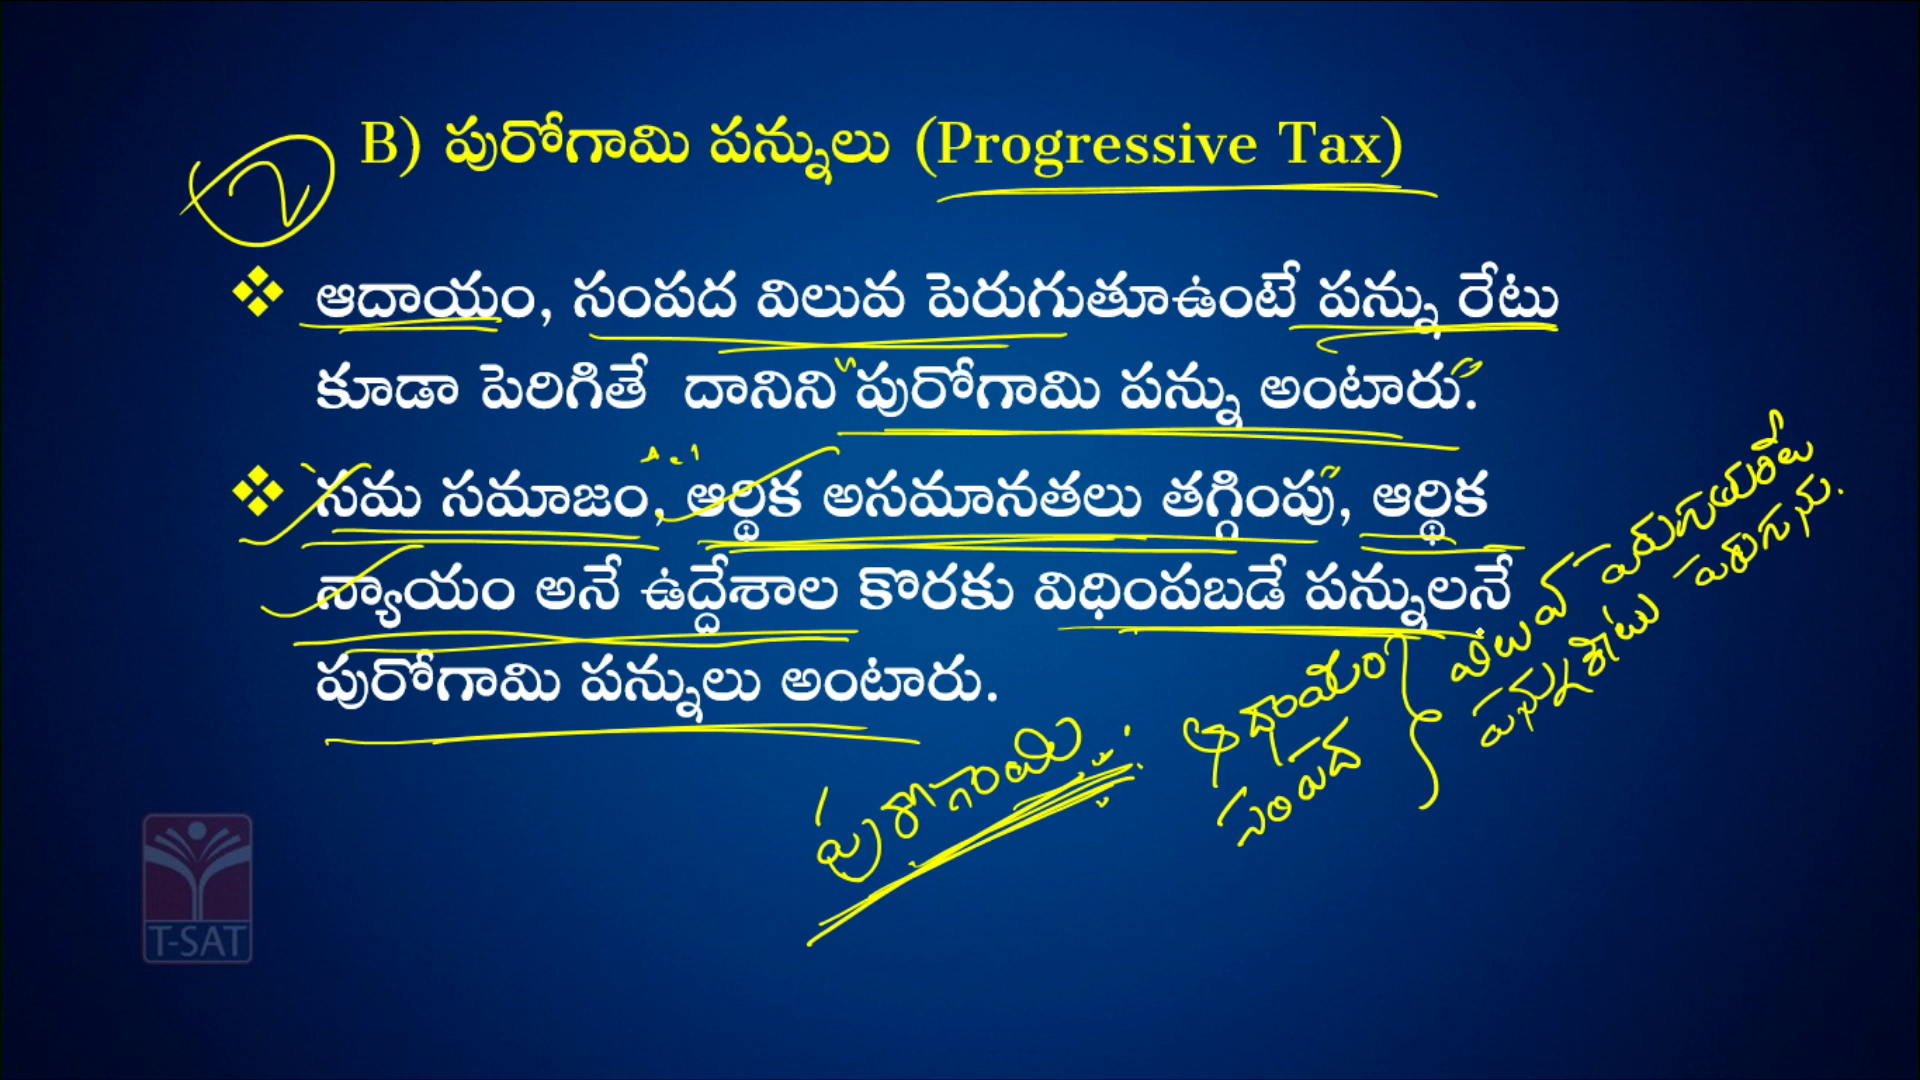 2
B) పురోగామి పన్నులు (Progressive Tax)
❖ ఆదాయం, సంపద విలువ పెరుగుతూఉంటే పన్ను రేటు
కూడా పెరిగితే దానిని "పురోగామి పన్ను అంటారు".
❖ సమ సమాజం, ఆర్థిక అసమానతలు తగ్గింపు, ఆర్థిక
న్యాయం అనే ఉద్దేశాల కొరకు విధింపబడే పన్నులనే
పురోగామి పన్నులు అంటారు.
పురోగామి :
ఆదాయం
సంపద
విలువ
T-SAT